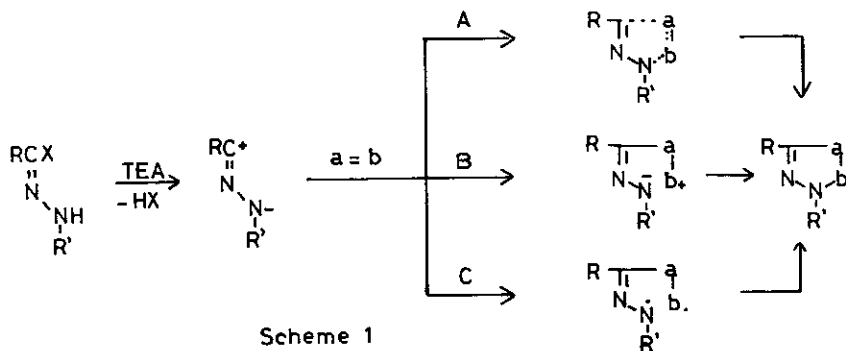 A
R a
N b
N
R'
RCX
N
NH
R'
TEA
-HX
RC+
N
N-
R'
a = b
B
R a
N N- b+
R'
R a
N N b
R'
C
R a
N N· b.
R'
Scheme 1